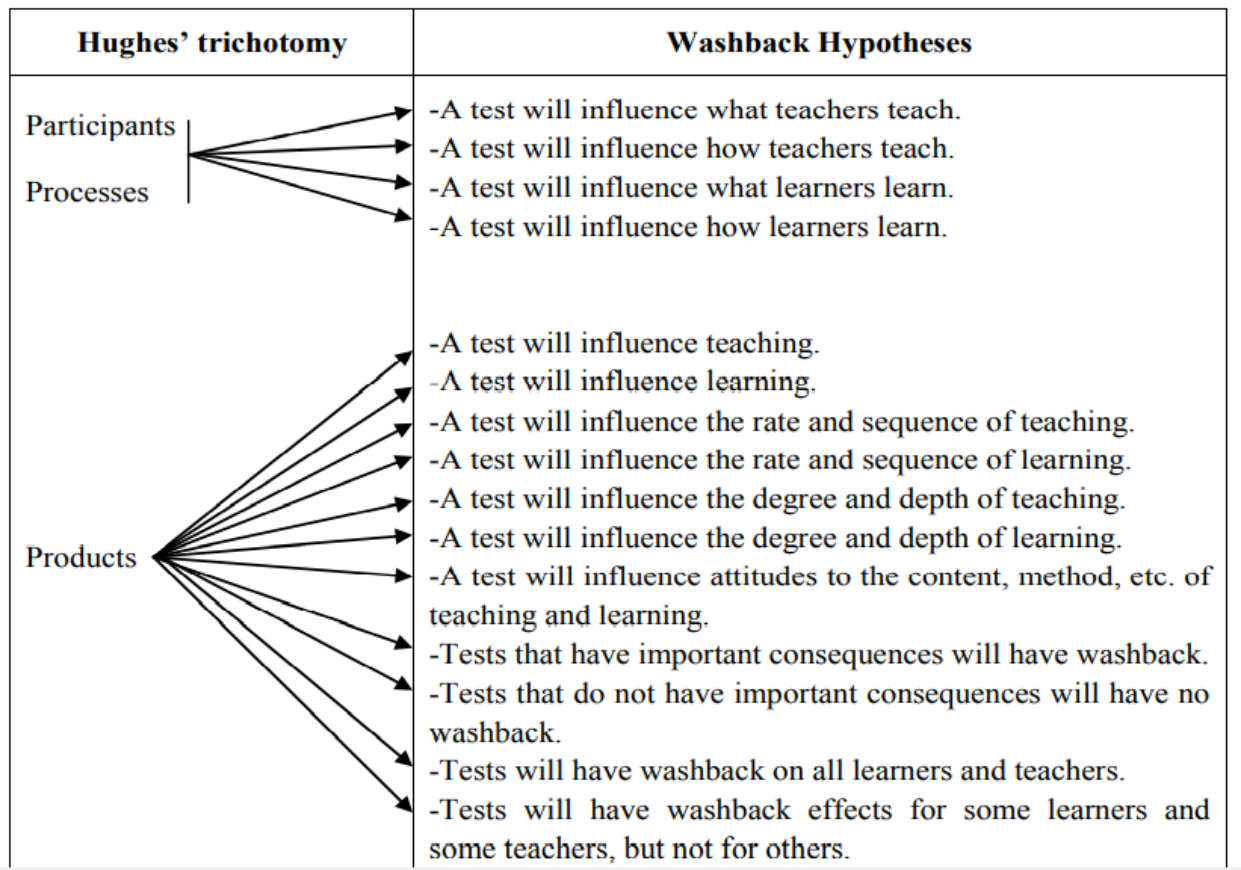 Hughes’ trichotomy
Washback Hypotheses
Participants
Processes
-A test will influence what teachers teach.
-A test will influence how teachers teach.
-A test will influence what learners learn.
-A test will influence how learners learn.
Products
-A test will influence teaching.
-A test will influence learning.
-A test will influence the rate and sequence of teaching.
-A test will influence the rate and sequence of learning.
-A test will influence the degree and depth of teaching.
-A test will influence the degree and depth of learning.
-A test will influence attitudes to the content, method, etc. of
teaching and learning.
-Tests that have important consequences will have washback.
-Tests that do not have important consequences will have no
washback.
-Tests will have washback on all learners and teachers.
-Tests will have washback effects for some learners and
some teachers, but not for others.